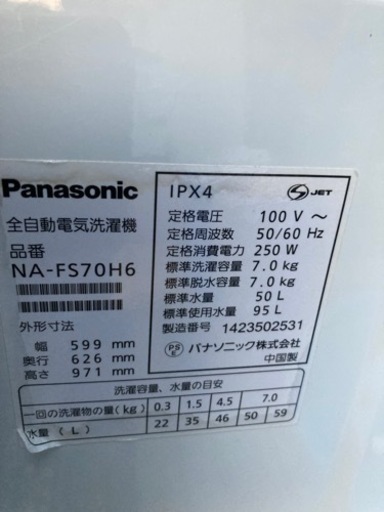 Panasonic
全自動電気洗濯機
品番
NA-FS70H6
外形寸法
幅 599 mm
奥行 626 mm
高さ 971 mm
IPX4
S JET
定格電圧 100 V ～
定格周波数 50/60 Hz
定格消費電力 250 W
標準洗濯容量 7.0 kg
標準脱水容量 7.0 kg
標準水量 50 L
標準使用水量 95 L
製造番号 1423502531
PS E パナソニック株式会社
中国製
洗濯容量、水量の目安
一回の洗濯物の量(kg) 0.3 1.5 4.5 7.0
水量(L) 22 35 46 50 59